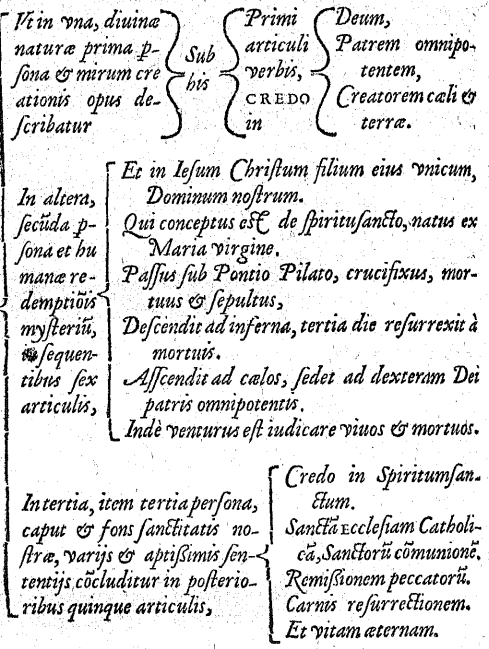 Vt in vna, diuinæ
naturæ prima p-
ſona & mirum cre
ationis opus de-
ſcribatur
Sub
his
Primi
articuli
verbis,
CREDO
in
Deum,
Patrem omnipo-
tentem,
Creatorem cæli &
terræ.
In altera,
ſecũda p-
ſona et hu
manæ re-
demptiõis
myſteriũ,
ſequen-
tibus ſex
articulis,
Et in Ieſum Chriſtum filium eius vnicum,
Dominum noſtrum.
Qui conceptus eſt de ſpirituſancto, natus ex
Maria virgine.
Paſſus ſub Pontio Pilato, crucifixus, mor-
tuus & ſepultus,
Deſcendit ad inferna, tertia die reſurrexit à
mortuis.
Aſſcendit ad cælos, ſedet ad dexteram Dei
patris omnipotentis.
Indè venturus eſt iudicare viuos & mortuos.
In tertia, item tertia perſona,
caput & fons ſanctitatis no-
ſtræ, varijs & aptiſſimis ſen-
tentijs cõcluditur in poſterio-
ribus quinque articulis,
Credo in Spiritumſan-
ctum.
Sanctã Eccleſiam Catholi-
cã, Sanctorũ cõmunionẽ.
Remiſſionem peccatorũ.
Carnis reſurrectionem.
Et vitam æternam.